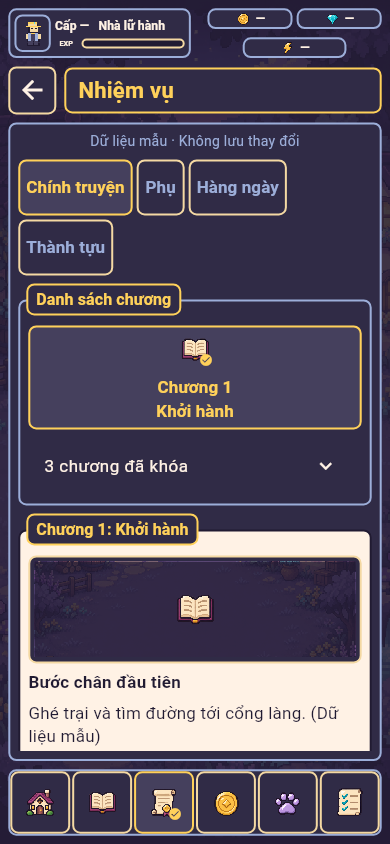 Cấp — Nhà lữ hành
EXP
—
—
—
Nhiệm vụ
Dữ liệu mẫu · Không lưu thay đổi
Chính truyện
Phụ
Hàng ngày
Thành tựu
Danh sách chương
Chương 1
Khởi hành
3 chương đã khóa
Chương 1: Khởi hành
Bước chân đầu tiên
Ghé trại và tìm đường tới cổng làng. (Dữ
liệu mẫu)